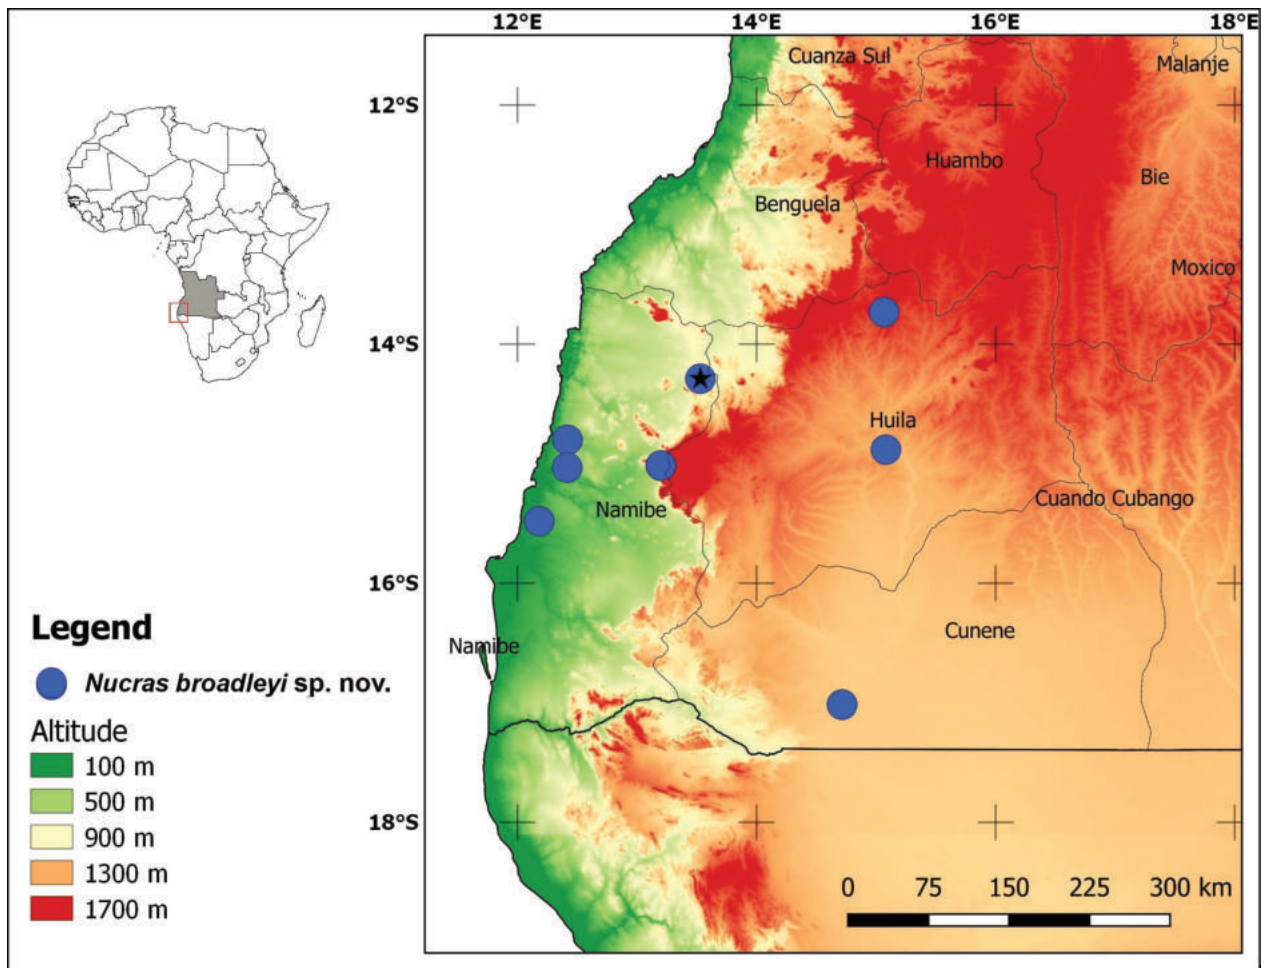 12°E 14°E 16°E 18°E
Cuanza Sul
Malanje
12°S
Huambo
Bie
Benguela
Moxico
14°S
Huila
Cuando Cubango
Namibe
16°S
Legend
Cunene
Namibe
Nucras broadleyi sp. nov.
Altitude
100 m
500 m
900 m
18°S
1300 m
1700 m
0 75 150 225 300 km